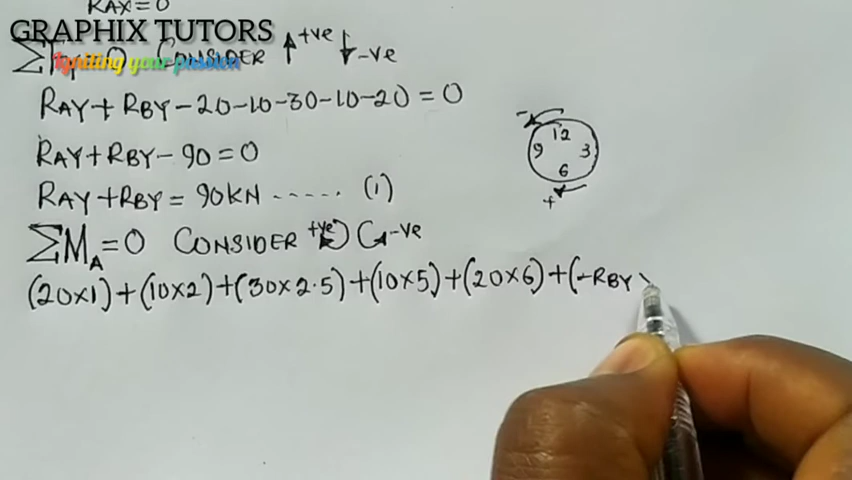 RAX = 0
GRAPHIX TUTORS
Igniting your passion
= 0 CONSIDER ↑+ve ↓-ve
RAY + RBY - 20 - 10 - 30 - 10 - 20 = 0
RAY + RBY - 90 = 0
RAY + RBY = 90KN ...... (1)
- 12 9 3 6 +
ΣMA = 0 CONSIDER +ve -ve
(20×1) + (10×2) + (30×2.5) + (10×5) + (20×6) + (-RBY